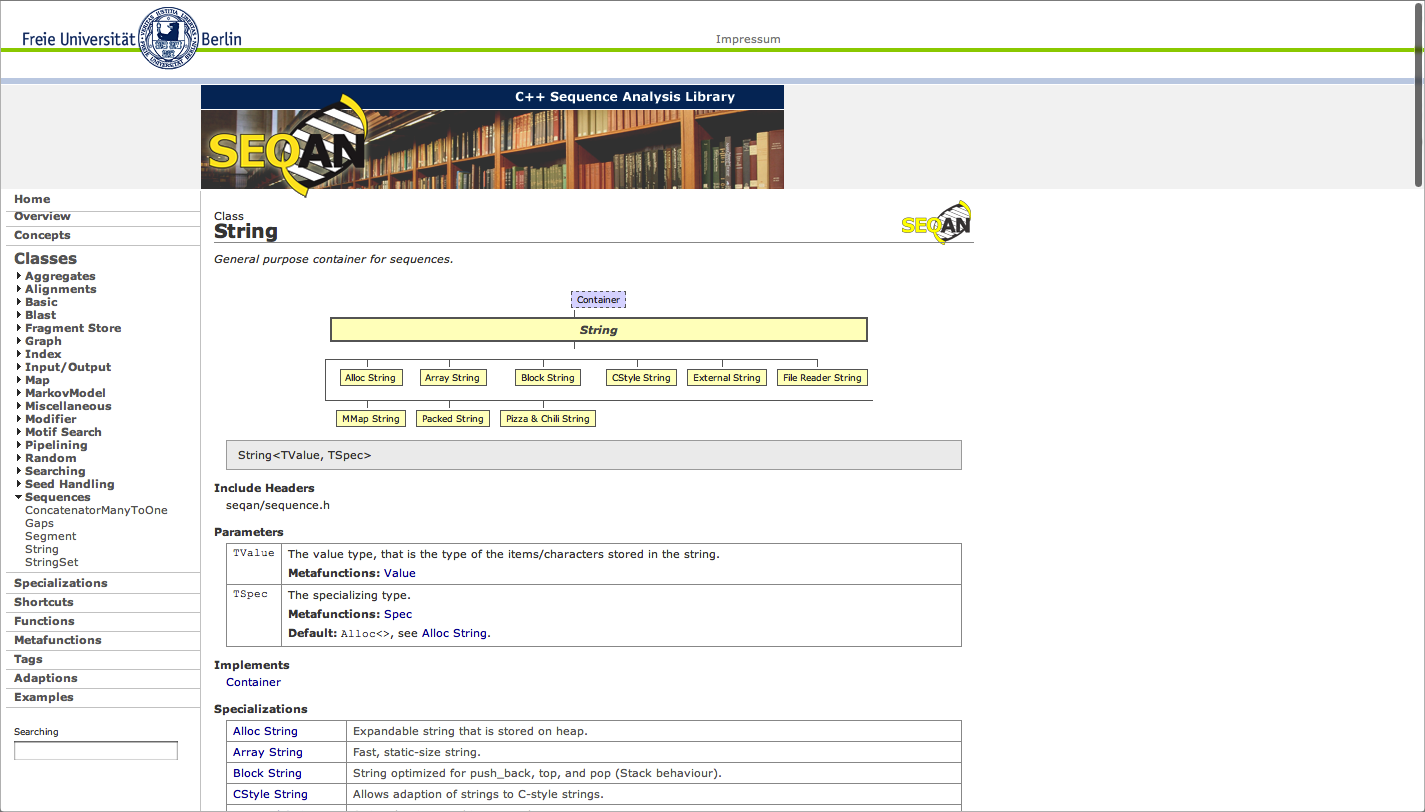 Freie Universität Berlin
Impressum
C++ Sequence Analysis Library
SEQAN
Home
Overview
Concepts
Classes
Aggregates
Alignments
Basic
Blast
Fragment Store
Graph
Index
Input/Output
Map
MarkovModel
Miscellaneous
Modifier
Motif Search
Pipelining
Random
Searching
Seed Handling
Sequences
ConcatenatorManyToOne
Gaps
Segment
String
StringSet
Specializations
Shortcuts
Functions
Metafunctions
Tags
Adaptions
Examples
Searching
Class
String
SEQAN
General purpose container for sequences.
Container
String
Alloc String Array String Block String CStyle String External String File Reader String
MMap String Packed String Pizza & Chili String
String<TValue, TSpec>
Include Headers
seqan/sequence.h
Parameters
TValue The value type, that is the type of the items/characters stored in the string.
Metafunctions: Value
TSpec The specializing type.
Metafunctions: Spec
Default: Alloc<>, see Alloc String.
Implements
Container
Specializations
Alloc String Expandable string that is stored on heap.
Array String Fast, static-size string.
Block String String optimized for push_back, top, and pop (Stack behaviour).
CStyle String Allows adaption of strings to C-style strings.